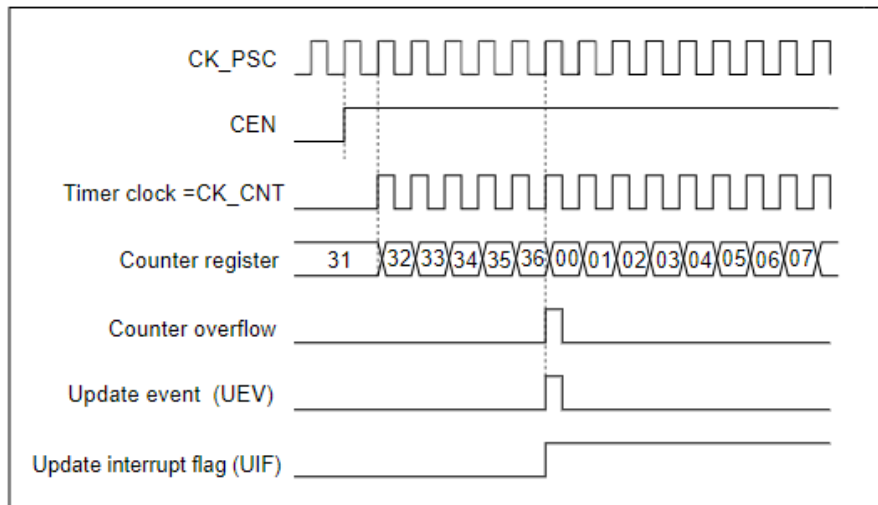 CK_PSC
CEN
Timer clock =CK_CNT
Counter register 31 32 33 34 35 36 00 01 02 03 04 05 06 07
Counter overflow
Update event (UEV)
Update interrupt flag (UIF)